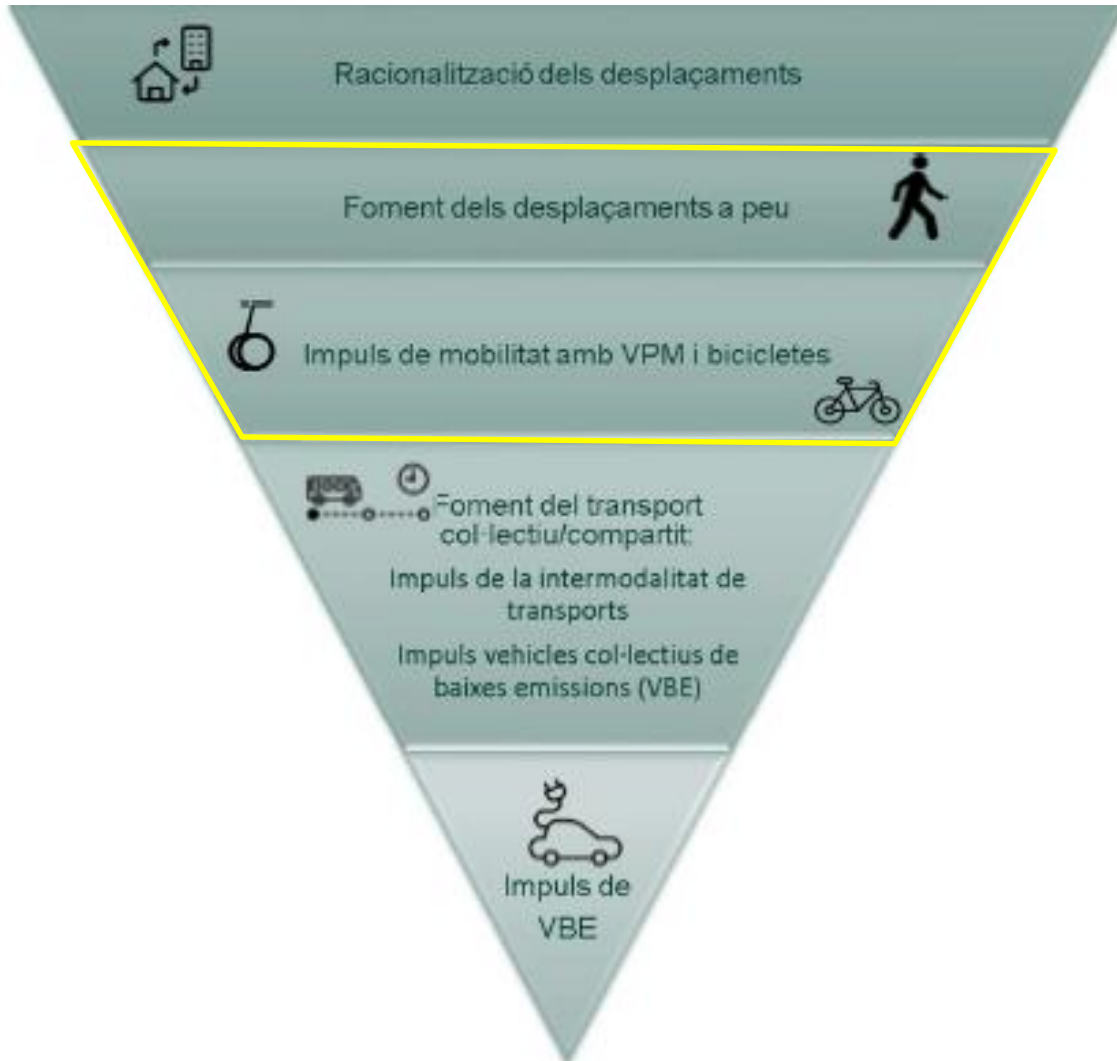 Racionalització dels desplaçaments
Foment dels desplaçaments a peu
Impuls de mobilitat amb VPM i bicicletes
Foment del transport
col·lectiu/compartit:
Impuls de la intermodalitat de
transports
Impuls vehicles col·lectius de
baixes emissions (VBE)
Impuls de
VBE